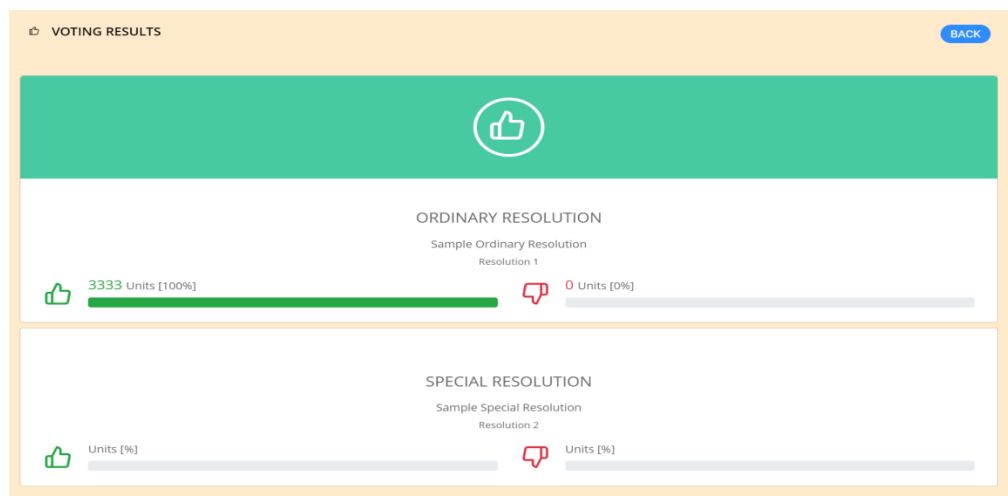 VOTING RESULTS
BACK
ORDINARY RESOLUTION
Sample Ordinary Resolution
Resolution 1
3333 Units [100%]
0 Units [0%]
SPECIAL RESOLUTION
Sample Special Resolution
Resolution 2
Units [%]
Units [%]